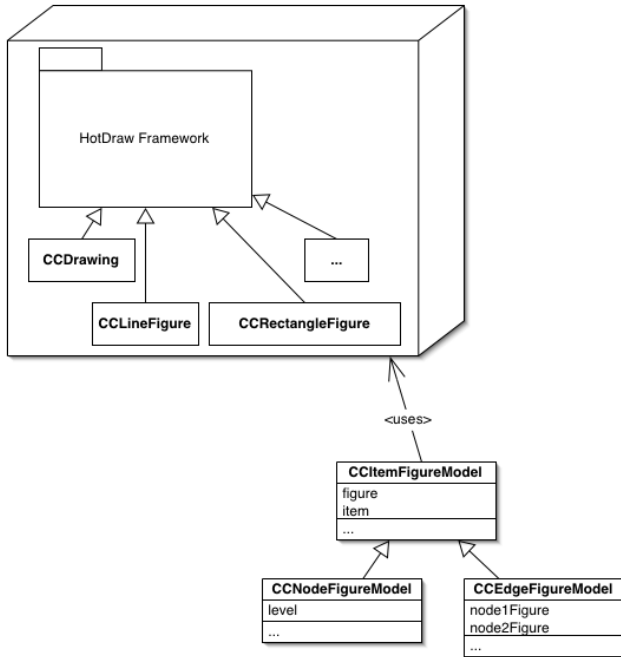 HotDraw Framework
CCDrawing
...
CCLineFigure
CCRectangleFigure
<uses>
CCItemFigureModel
figure
item
...
CCNodeFigureModel
level
...
CCEdgeFigureModel
node1Figure
node2Figure
...